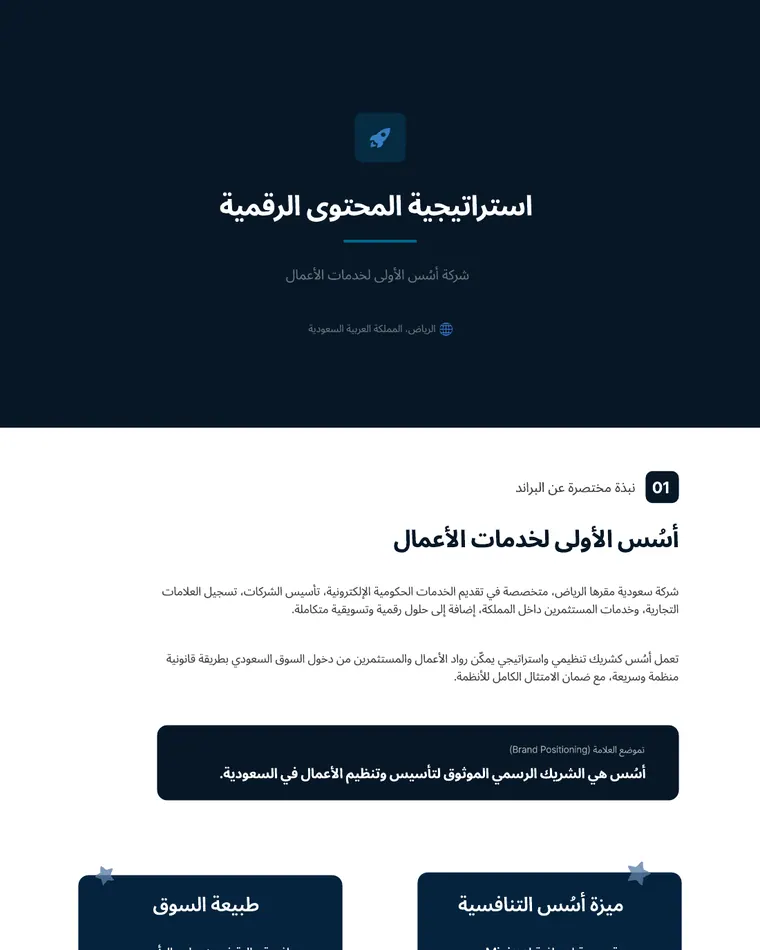 استراتيجية المحتوى الرقمية
شركة أسُس الأولى لخدمات الأعمال
الرياض، المملكة العربية السعودية
01
نبذة مختصرة عن البراند
أسُس الأولى لخدمات الأعمال
شركة سعودية مقرها الرياض، متخصصة في تقديم الخدمات الحكومية الإلكترونية، تأسيس الشركات، تسجيل العلامات
التجارية، وخدمات المستثمرين داخل المملكة، إضافة إلى حلول رقمية وتسويقية متكاملة.
تعمل أسُس كشريك تنظيمي واستراتيجي يمكّن رواد الأعمال والمستثمرين من دخول السوق السعودي بطريقة قانونية
منظمة وسريعة، مع ضمان الامتثال الكامل للأنظمة.
تموضع العلامة (Brand Positioning)
أسُس هي الشريك الرسمي الموثوق لتأسيس وتنظيم الأعمال في السعودية.
ميزة أسُس التنافسية
طبيعة السوق